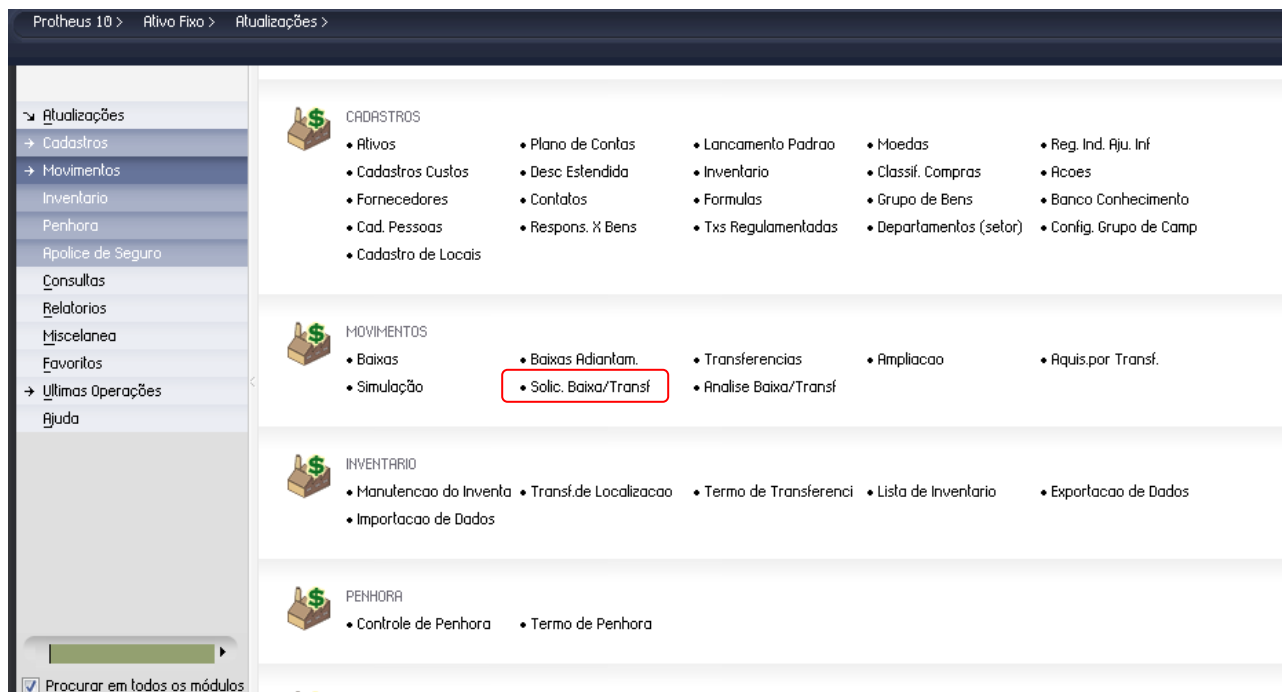 Protheus 10 > Ativo Fixo > Atualizações >
Atualizações
Cadastros
Movimentos
Inventario
Penhora
Apolice de Seguro
Consultas
Relatorios
Miscelanea
Favoritos
Ultimas Operações
Ajuda
Procurar em todos os módulos
CADASTROS
• Ativos • Plano de Contas • Lancamento Padrao • Moedas • Reg. Ind. Aju. Inf
• Cadastros Custos • Desc Estendida • Inventario • Classif. Compras • Acoes
• Fornecedores • Contatos • Formulas • Grupo de Bens • Banco Conhecimento
• Cad. Pessoas • Respons. X Bens • Txs Regulamentadas • Departamentos (setor) • Config. Grupo de Camp
• Cadastro de Locais
MOVIMENTOS
• Baixas • Baixas Adiantam. • Transferencias • Ampliacao • Aquis.por Transf.
• Simulação • Solic. Baixa/Transf • Analise Baixa/Transf
INVENTARIO
• Manutencao do Inventa • Transf.de Localizacao • Termo de Transferenci • Lista de Inventario • Exportacao de Dados
• Importacao de Dados
PENHORA
• Controle de Penhora • Termo de Penhora